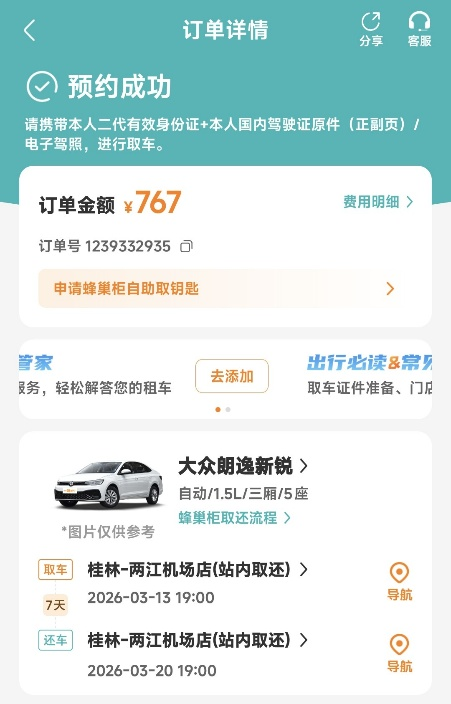 订单详情
分享
客服
预约成功
请携带本人二代有效身份证+本人国内驾驶证原件（正副页）/
电子驾照，进行取车。
订单金额 ¥767
费用明细
订单号 1239332935
申请蜂巢柜自助取钥匙
管家
服务，轻松解答您的租车
去添加
出行必读&常见
取车证件准备、门店
大众朗逸新锐
自动/1.5L/三厢/5座
蜂巢柜取还流程
*图片仅供参考
取车
桂林-两江机场店(站内取还)
2026-03-13 19:00
导航
7天
还车
桂林-两江机场店(站内取还)
2026-03-20 19:00
导航